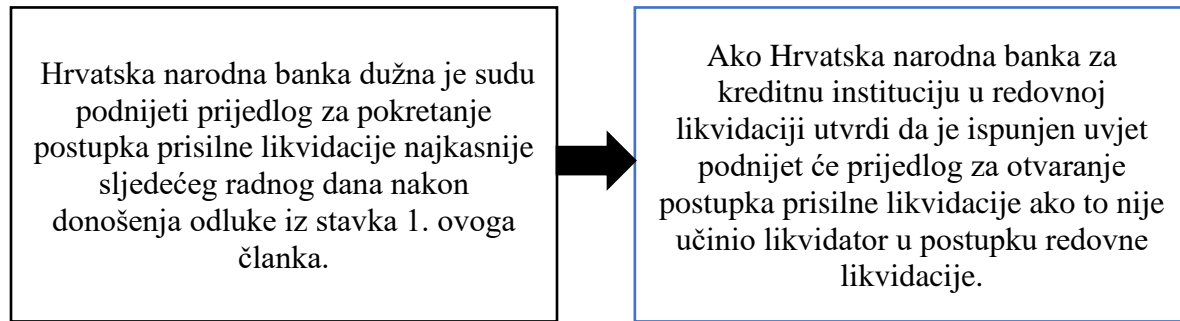 Hrvatska narodna banka dužna je sudu
podnijeti prijedlog za pokretanje
postupka prisilne likvidacije najkasnije
sljedećeg radnog dana nakon
donošenja odluke iz stavka 1. ovoga
članka.
Ako Hrvatska narodna banka za
kreditnu instituciju u redovnoj
likvidaciji utvrdi da je ispunjen uvjet
podnijet će prijedlog za otvaranje
postupka prisilne likvidacije ako to nije
učinio likvidator u postupku redovne
likvidacije.